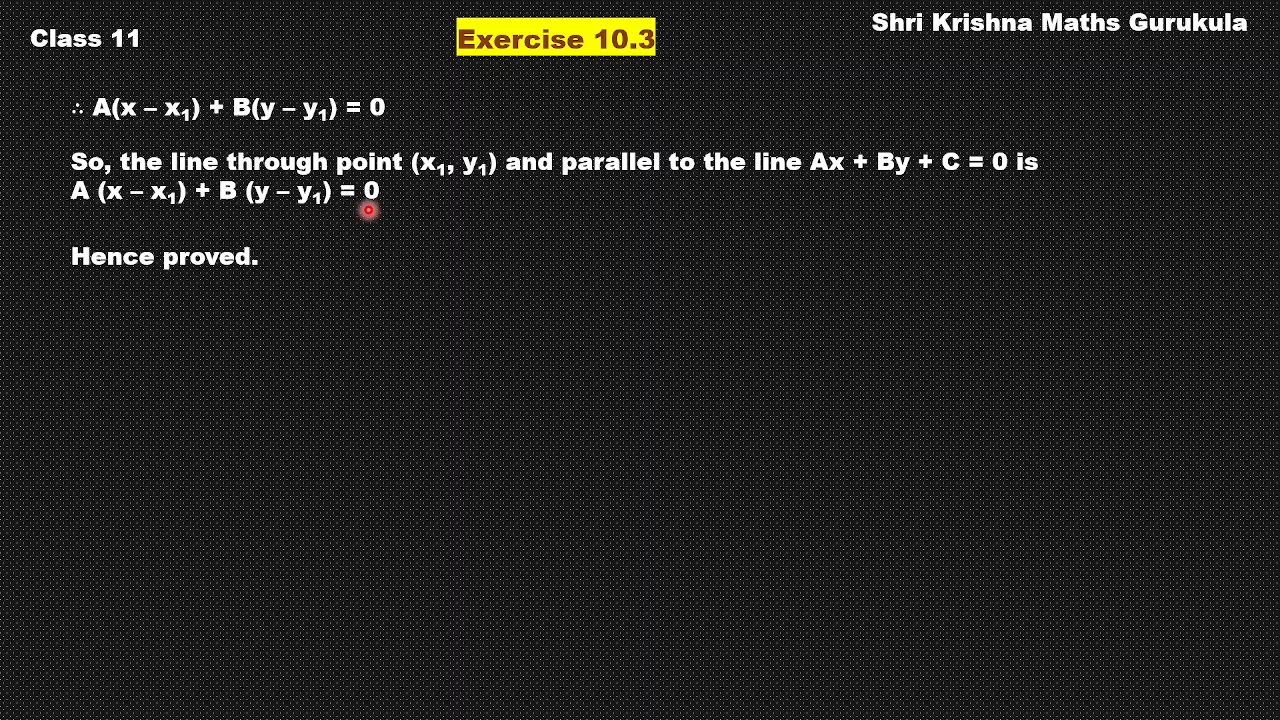 Class 11
Exercise 10.3
Shri Krishna Maths Gurukula
∴ A(x – x₁) + B(y – y₁) = 0
So, the line through point (x₁, y₁) and parallel to the line Ax + By + C = 0 is
A (x – x₁) + B (y – y₁) = 0
Hence proved.